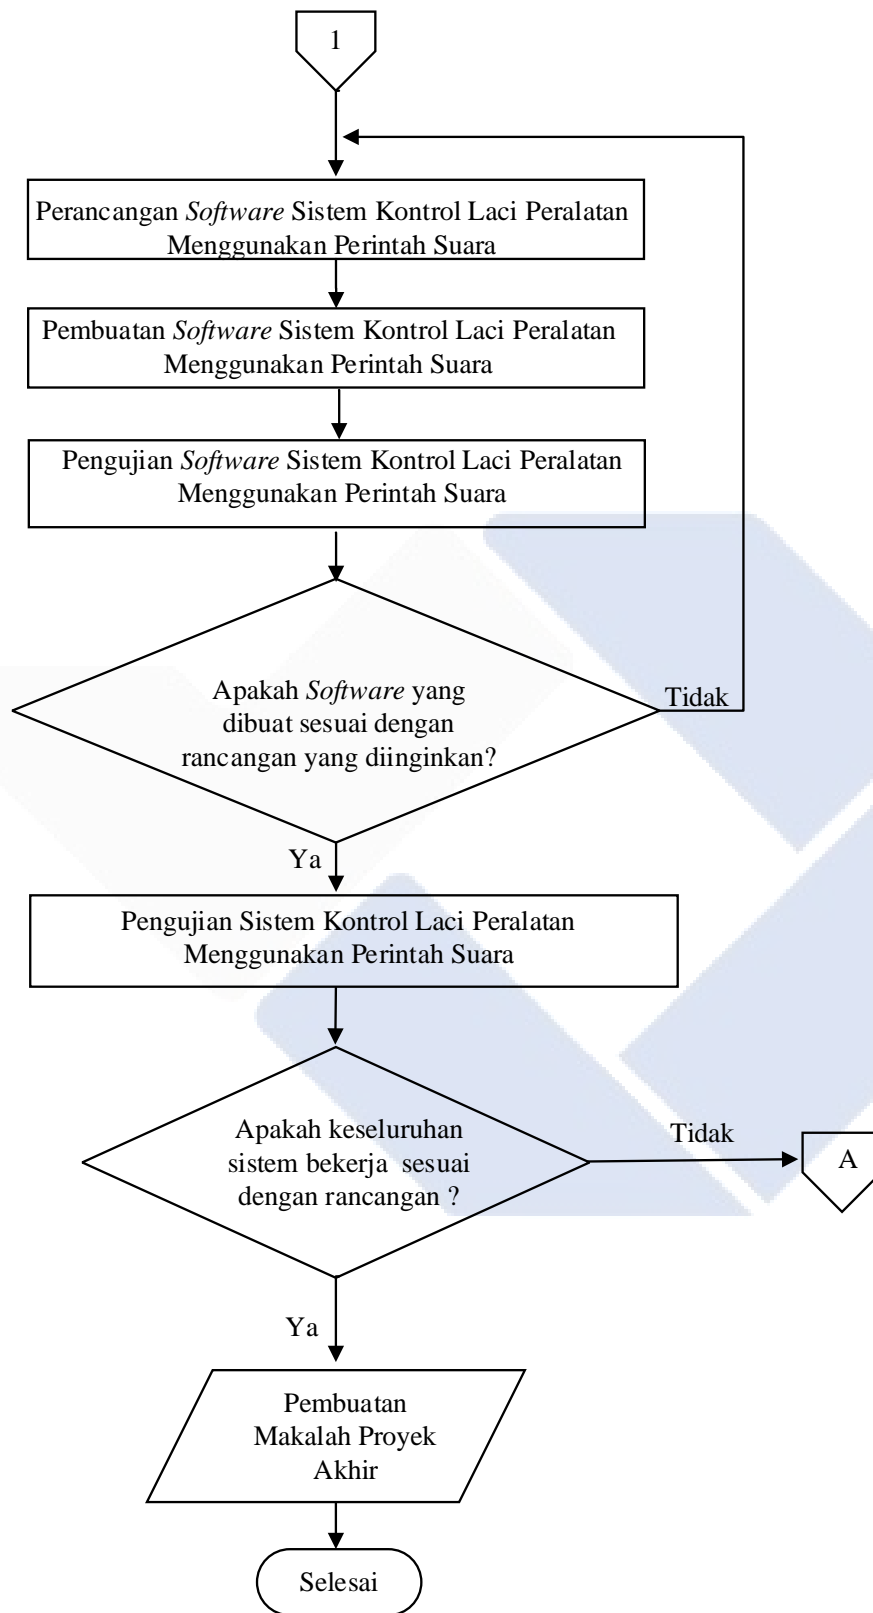 1
Perancangan Software Sistem Kontrol Laci Peralatan
Menggunakan Perintah Suara
Pembuatan Software Sistem Kontrol Laci Peralatan
Menggunakan Perintah Suara
Pengujian Software Sistem Kontrol Laci Peralatan
Menggunakan Perintah Suara
Apakah Software yang
dibuat sesuai dengan
rancangan yang diinginkan?
Tidak
Ya
Pengujian Sistem Kontrol Laci Peralatan
Menggunakan Perintah Suara
Apakah keseluruhan
sistem bekerja  sesuai
dengan rancangan ?
Tidak
A
Ya
Pembuatan
Makalah Proyek
Akhir
Selesai